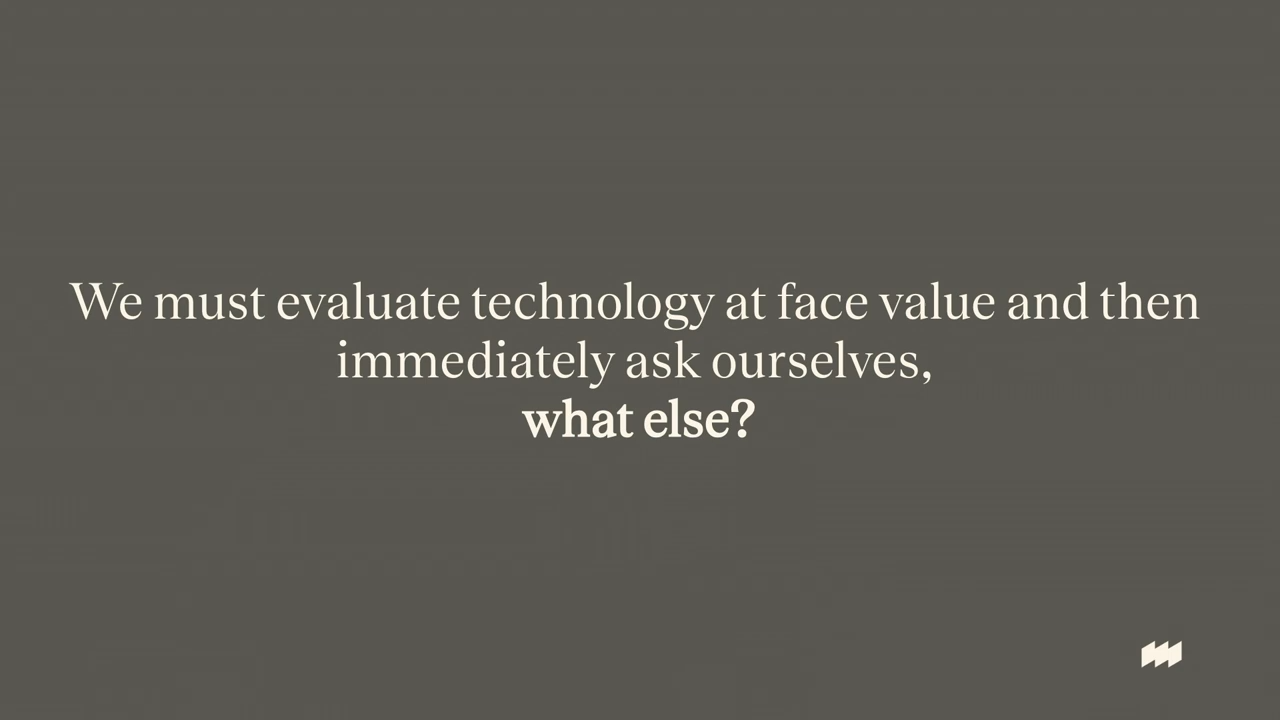 We must evaluate technology at face value and then
immediately ask ourselves,
what else?